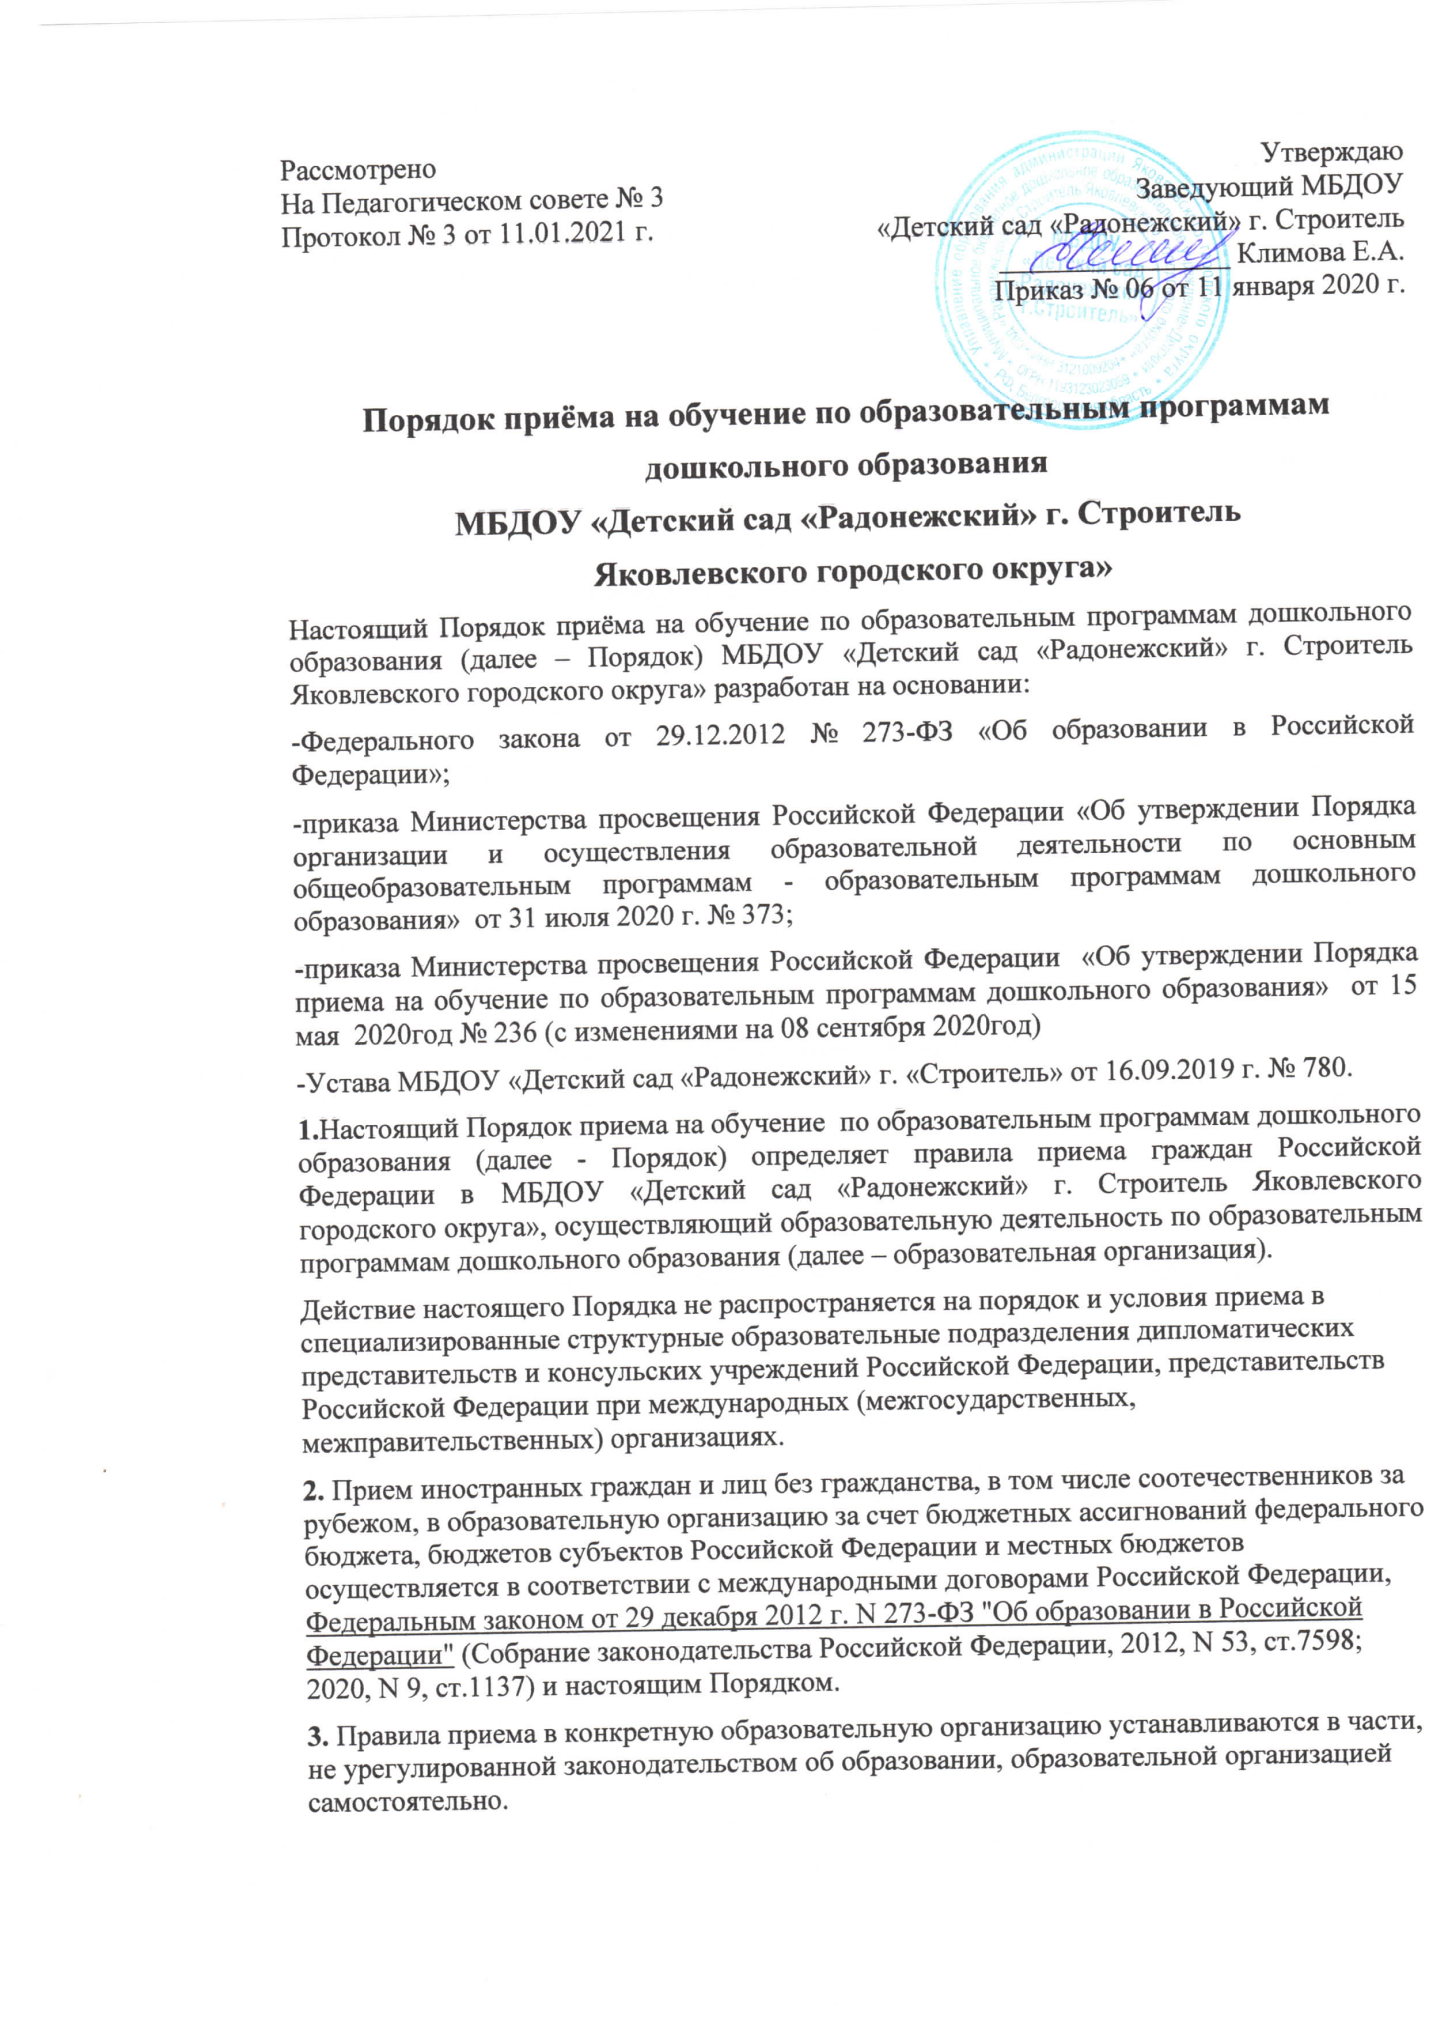 Рассмотрено
На Педагогическом совете № 3
Протокол № 3 от 11.01.2021 г.
Утверждаю
Заведующий МБДОУ
«Детский сад «Радонежский» г. Строитель
Климова Е.А.
Приказ № 06 от 11 января 2020 г.
Порядок приёма на обучение по образовательным программам
дошкольного образования
МБДОУ «Детский сад «Радонежский» г. Строитель
Яковлевского городского округа»
Настоящий Порядок приёма на обучение по образовательным программам дошкольного
образования (далее – Порядок) МБДОУ «Детский сад «Радонежский» г. Строитель
Яковлевского городского округа» разработан на основании:
-Федерального закона от 29.12.2012 № 273-ФЗ «Об образовании в Российской
Федерации»;
-приказа Министерства просвещения Российской Федерации «Об утверждении Порядка
организации и осуществления образовательной деятельности по основным
общеобразовательным программам - образовательным программам дошкольного
образования» от 31 июля 2020 г. № 373;
-приказа Министерства просвещения Российской Федерации «Об утверждении Порядка
приема на обучение по образовательным программам дошкольного образования» от 15
мая 2020год № 236 (с изменениями на 08 сентября 2020год)
-Устава МБДОУ «Детский сад «Радонежский» г. «Строитель» от 16.09.2019 г. № 780.
1.Настоящий Порядок приема на обучение по образовательным программам дошкольного
образования (далее - Порядок) определяет правила приема граждан Российской
Федерации в МБДОУ «Детский сад «Радонежский» г. Строитель Яковлевского
городского округа», осуществляющий образовательную деятельность по образовательным
программам дошкольного образования (далее – образовательная организация).
Действие настоящего Порядка не распространяется на порядок и условия приема в
специализированные структурные образовательные подразделения дипломатических
представительств и консульских учреждений Российской Федерации, представительств
Российской Федерации при международных (межгосударственных,
межправительственных) организациях.
2. Прием иностранных граждан и лиц без гражданства, в том числе соотечественников за
рубежом, в образовательную организацию за счет бюджетных ассигнований федерального
бюджета, бюджетов субъектов Российской Федерации и местных бюджетов
осуществляется в соответствии с международными договорами Российской Федерации,
Федеральным законом от 29 декабря 2012 г. N 273-ФЗ "Об образовании в Российской
Федерации" (Собрание законодательства Российской Федерации, 2012, N 53, ст.7598;
2020, N 9, ст.1137) и настоящим Порядком.
3. Правила приема в конкретную образовательную организацию устанавливаются в части,
не урегулированной законодательством об образовании, образовательной организацией
самостоятельно.